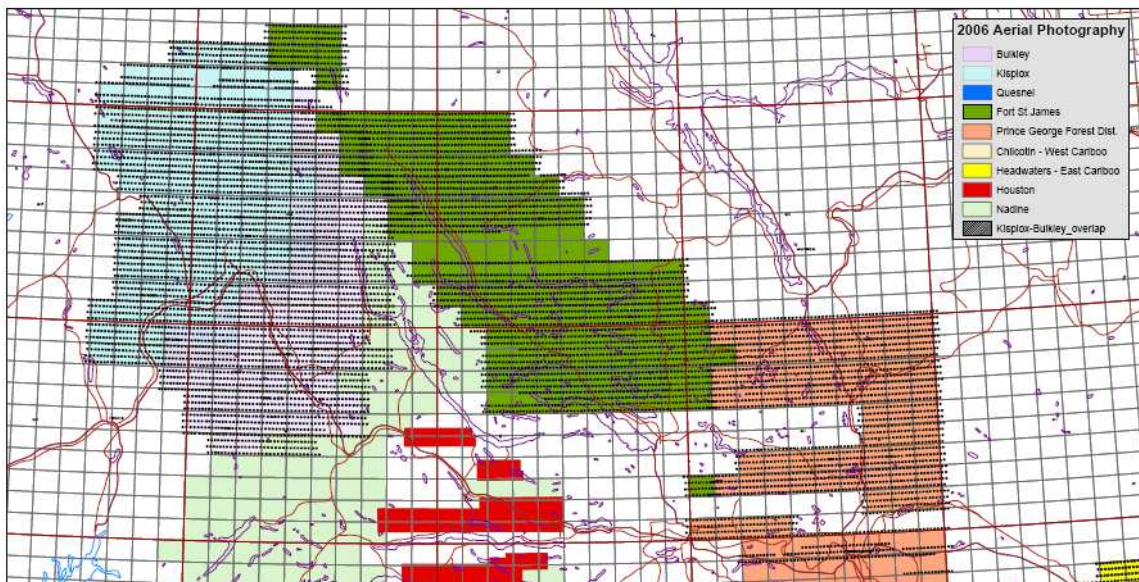 2006 Aerial Photography
Bulkley
Kispiox
Quesnel
Fort St James
Prince George Forest Dist.
Chilcotin - West Cariboo
Headwaters - East Cariboo
Houston
Nadine
Kispiox-Bulkley_overlap